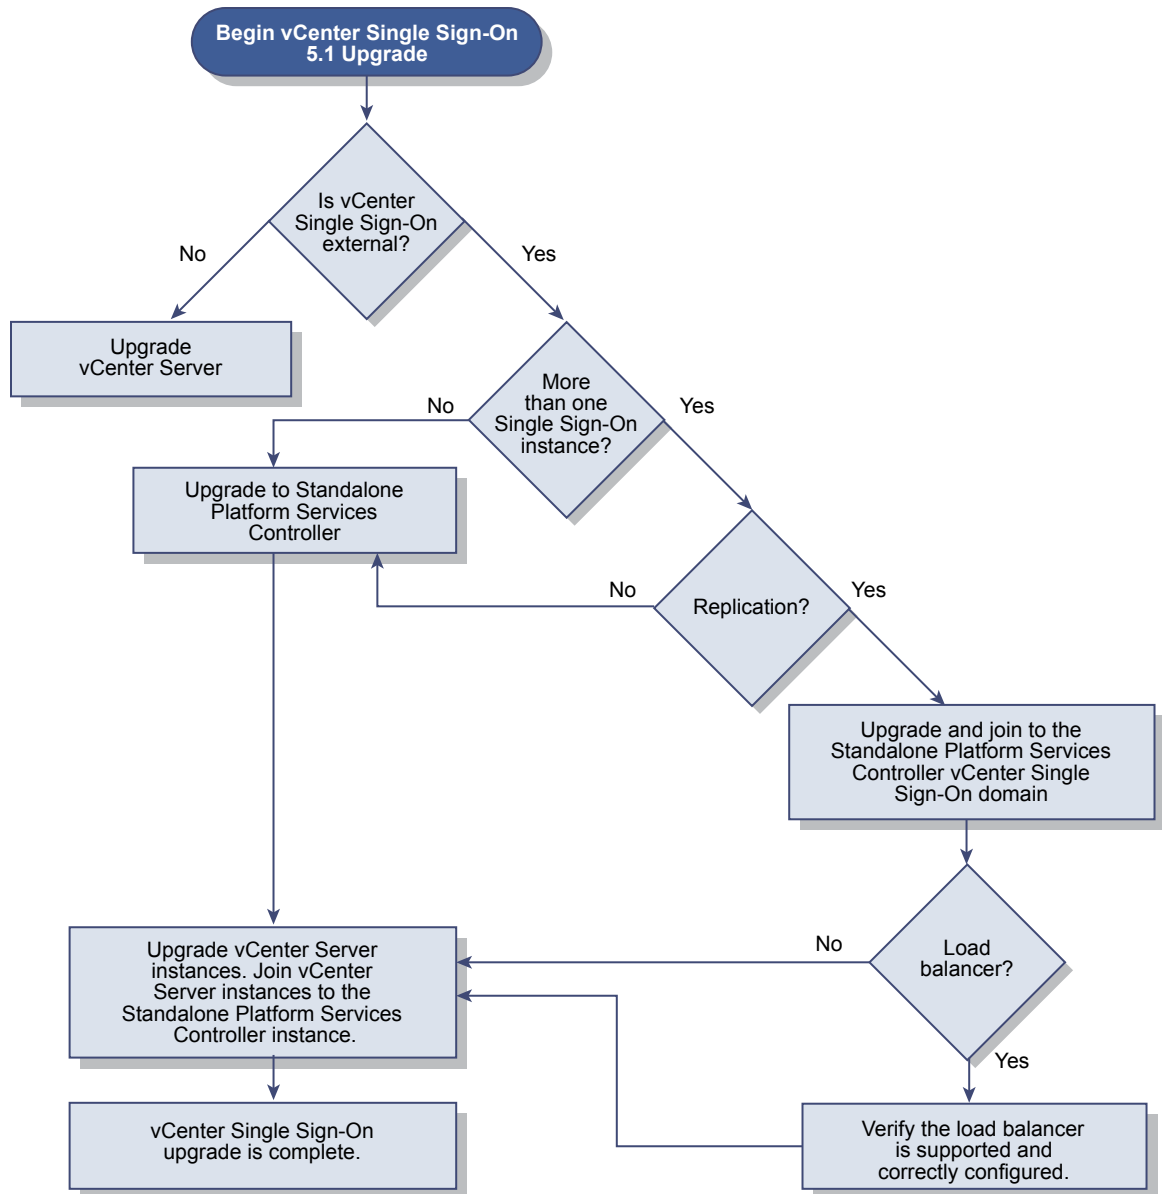 Begin vCenter Single Sign-On
5.1 Upgrade
Is vCenter
Single Sign-On
external?
No
Yes
Upgrade
vCenter Server
More
than one
Single Sign-On
instance?
No
Yes
Upgrade to Standalone
Platform Services
Controller
Replication?
No
Yes
Upgrade and join to the
Standalone Platform Services
Controller vCenter Single
Sign-On domain
Load
balancer?
No
Yes
Upgrade vCenter Server
instances. Join vCenter
Server instances to the
Standalone Platform Services
Controller instance.
Verify the load balancer
is supported and
correctly configured.
vCenter Single Sign-On
upgrade is complete.